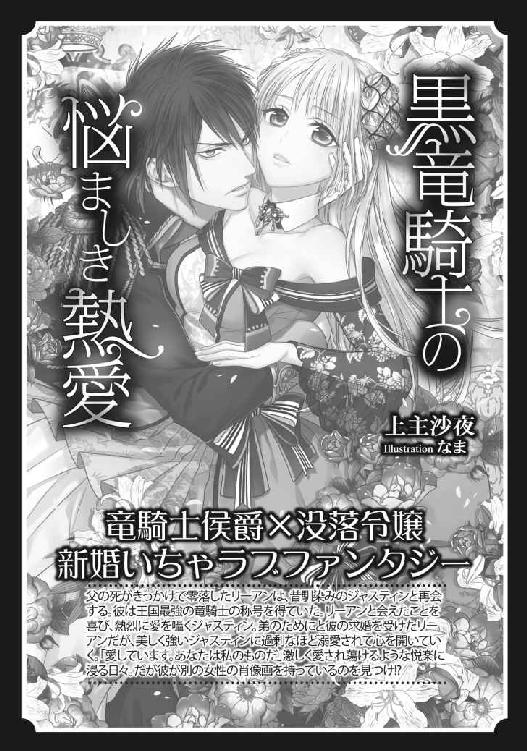 黒竜騎士の
悩ましき熱愛
上主沙夜
Illustration なま
竜騎士侯爵×没落令嬢
新婚いちゃラブファンタジー
父の死がきっかけで零落したリーアンは、昔馴染みのジャスティンと再会
する。彼は王国最強の竜騎士の称号を得ていた。リーアンと会えたことを
喜び、熱烈に愛を囁くジャスティン。弟のためにと彼の求婚を受けたリー
アンだが、美しく強いジャスティンに過剰なほど溺愛されて心を開いてい
く。「愛しています。あなたは私のものだ」激しく愛され蕩けるような悦楽に
浸る日々。だが彼が別の女性の肖像画を持っているのを見つけ!?